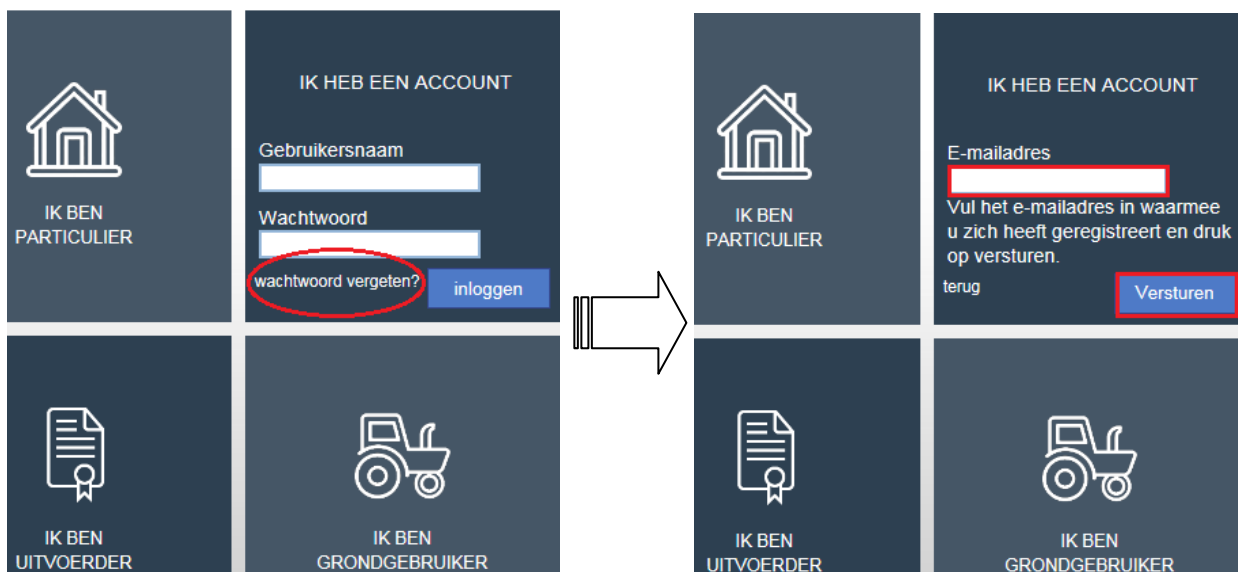 IK BEN
PARTICULIER
IK HEB EEN ACCOUNT
Gebruikersnaam
Wachtwoord
wachtwoord vergeten?
inloggen
IK BEN
UITVOERDER
IK BEN
GRONDGEBRUIKER
IK BEN
PARTICULIER
IK HEB EEN ACCOUNT
E-mailadres
Vul het e-mailadres in waarmee
u zich heeft geregistreert en druk
op versturen.
terug
Versturen
IK BEN
UITVOERDER
IK BEN
GRONDGEBRUIKER